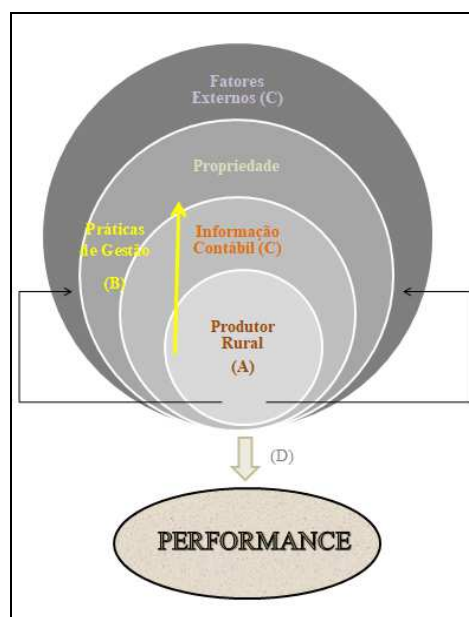 Fatores
Externos (C)
Propriedade
Práticas
de Gestão
(B)
Informação
Contábil (C)
Produtor
Rural
(A)
(D)
PERFORMANCE